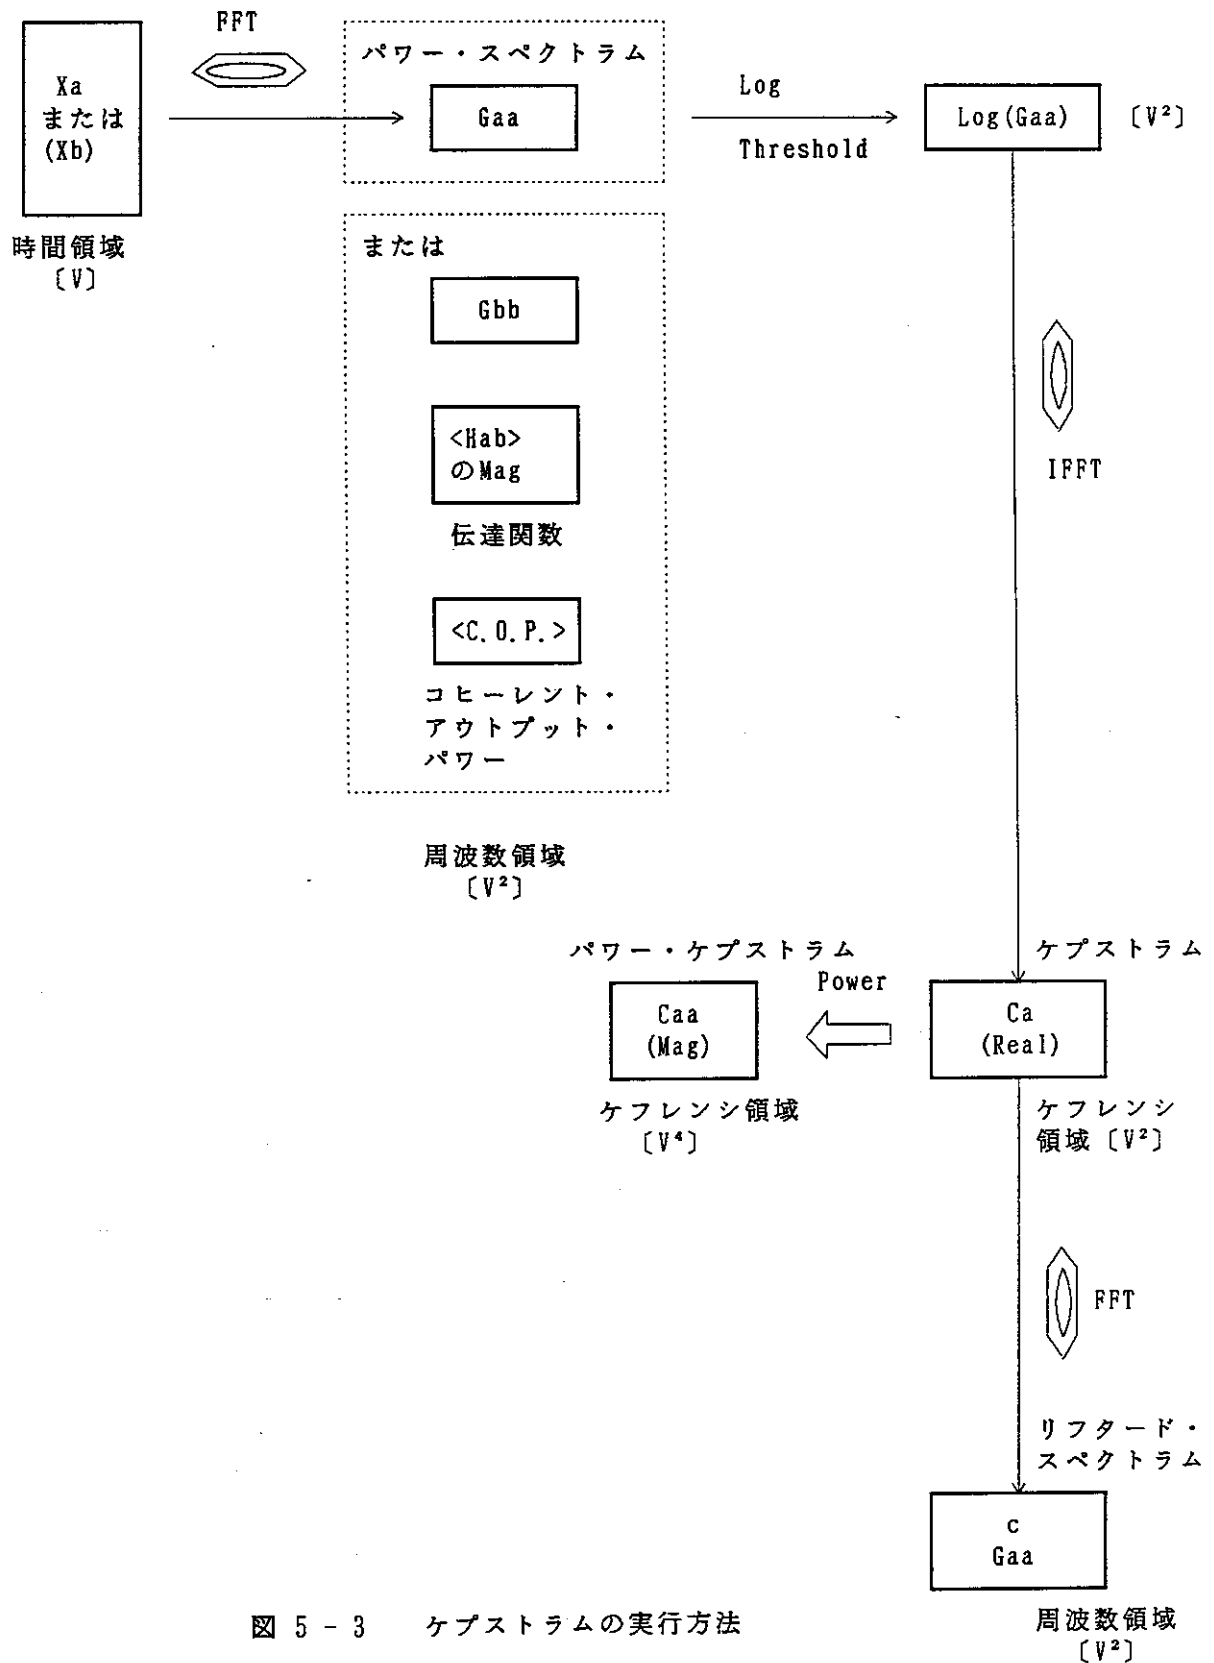 FFT
Xa
または
(Xb)
時間領域
〔V〕
パワー・スペクトラム
Gaa
Log
Threshold
Log(Gaa)
〔V²〕
または
Gbb
<Hab>
のMag
伝達関数
<C.O.P.>
コヒーレント・
アウトプット・
パワー
周波数領域
〔V²〕
IFFT
ケプストラム
Ca
(Real)
ケフレンシ
領域〔V²〕
Power
パワー・ケプストラム
Caa
(Mag)
ケフレンシ領域
〔V⁴〕
FFT
リフタード・
スペクトラム
c
Gaa
周波数領域
〔V²〕
図 5-3 ケプストラムの実行方法